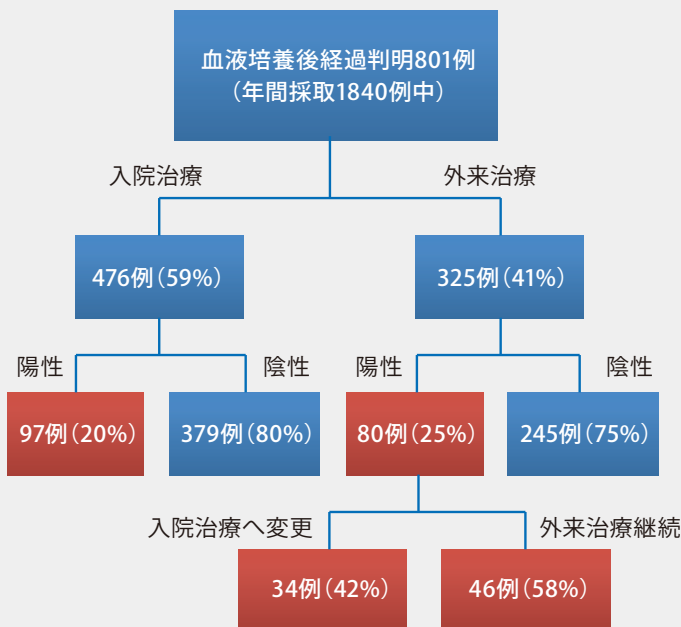 血液培養後経過判明801例
（年間採取1840例中）
入院治療
外来治療
476例（59%）
325例（41%）
陽性
陰性
陽性
陰性
97例（20%）
379例（80%）
80例（25%）
245例（75%）
入院治療へ変更
外来治療継続
34例（42%）
46例（58%）